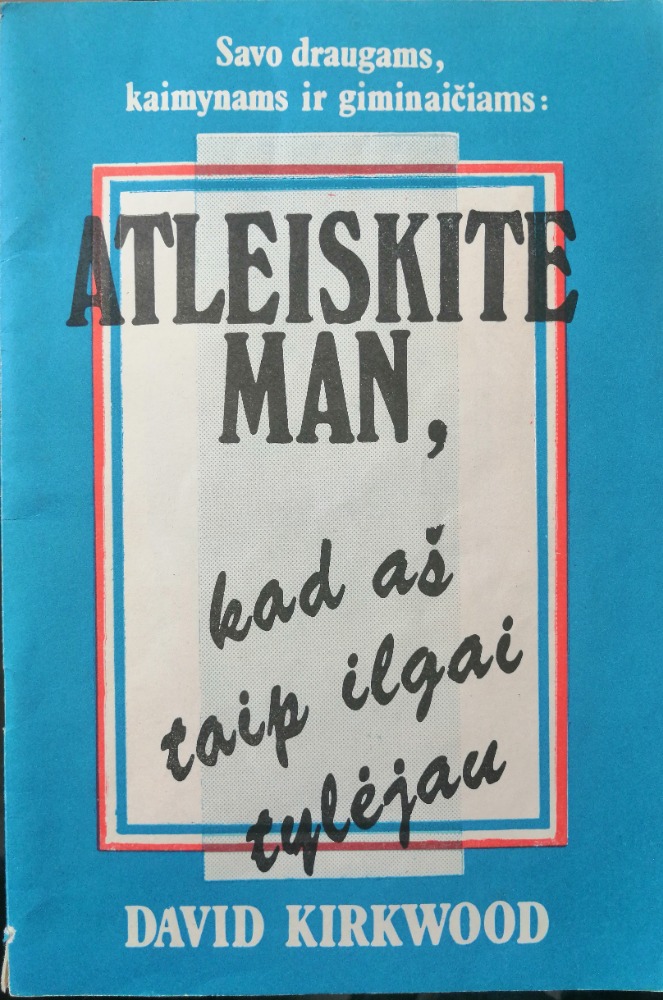 Savo draugams,
kaimynams ir giminaičiams:
ATLEISKITE
MAN,
kad aš
taip ilgai
tylėjau
DAVID KIRKWOOD